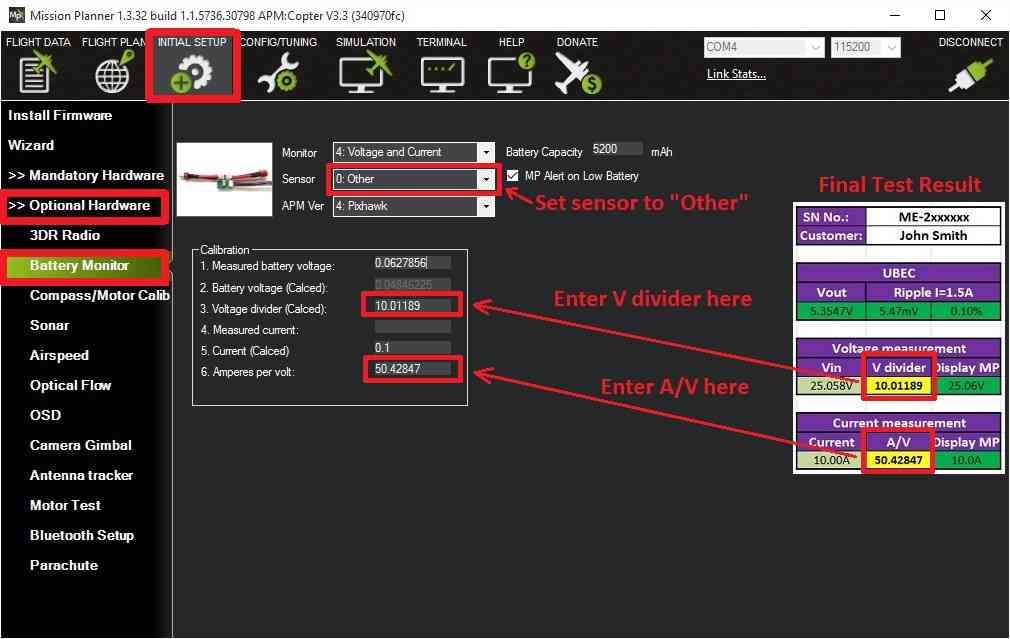 Mission Planner 1.3.32 build 1.1.5736.30798 APM:Copter V3.3 (340970fc)
FLIGHT DATA FLIGHT PLAN INITIAL SETUP CONFIG/TUNING SIMULATION TERMINAL HELP DONATE COM4 115200 DISCONNECT
Link Stats...
Install Firmware
Wizard
>> Mandatory Hardware
>> Optional Hardware
3DR Radio
Battery Monitor
Compass/Motor Calib
Sonar
Airspeed
Optical Flow
OSD
Camera Gimbal
Antenna tracker
Motor Test
Bluetooth Setup
Parachute
Monitor 4: Voltage and Current Battery Capacity 5200 mAh
Sensor 0: Other MP Alert on Low Battery
APM Ver 4: Pixhawk
Set sensor to "Other"
Calibration
1. Measured battery voltage: 0.0627856
2. Battery voltage (Calced): 0.04846225
3. Voltage divider (Calced): 10.01189
4. Measured current:
5. Current (Calced) 0.1
6. Amperes per volt: 50.42847
Enter V divider here
Enter A/V here
Final Test Result
SN No.: ME-2xxxxxx
Customer: John Smith
UBEC
Vout Ripple I=1.5A
5.3547V 5.47mV 0.10%
Voltage measurement
Vin V divider Display MP
25.058V 10.01189 25.06V
Current measurement
Current A/V Display MP
10.00A 50.42847 10.0A